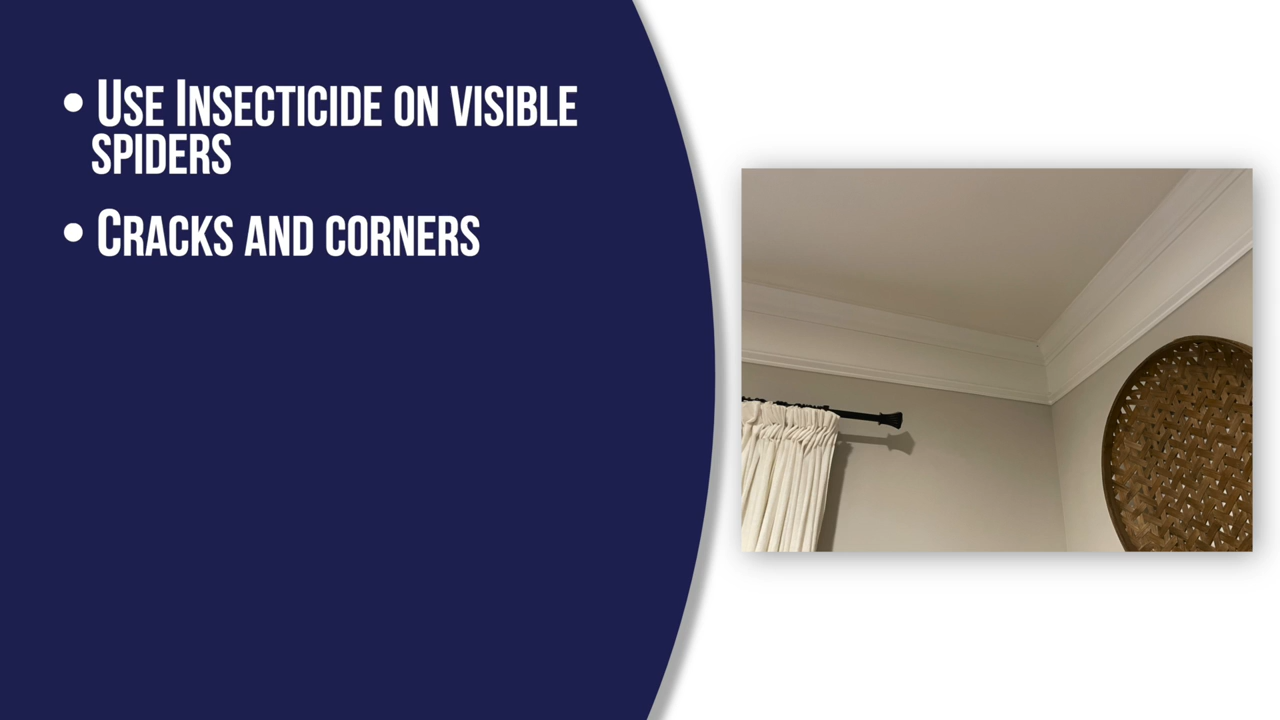 • Use Insecticide on visible
spiders
• Cracks and corners